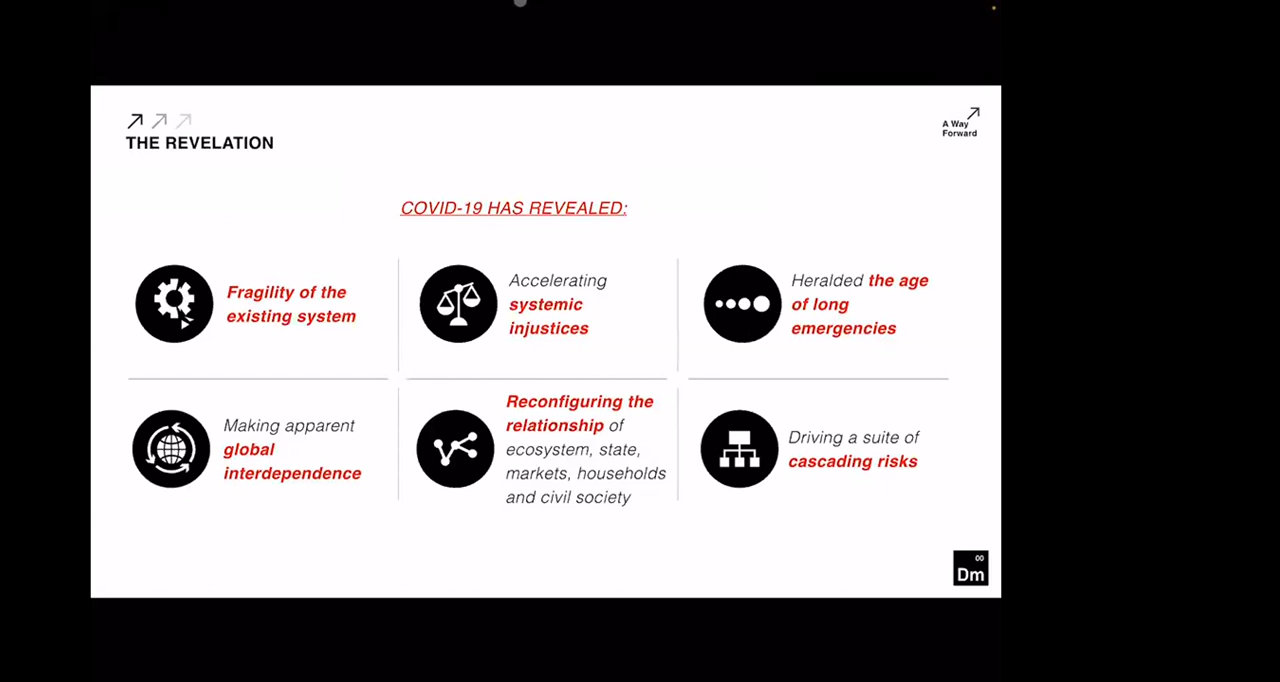 THE REVELATION
A Way
Forward
COVID-19 HAS REVEALED:
Fragility of the
existing system
Accelerating
systemic
injustices
Heralded the age
of long
emergencies
Making apparent
global
interdependence
Reconfiguring the
relationship of
ecosystem, state,
markets, households
and civil society
Driving a suite of
cascading risks
00
Dm